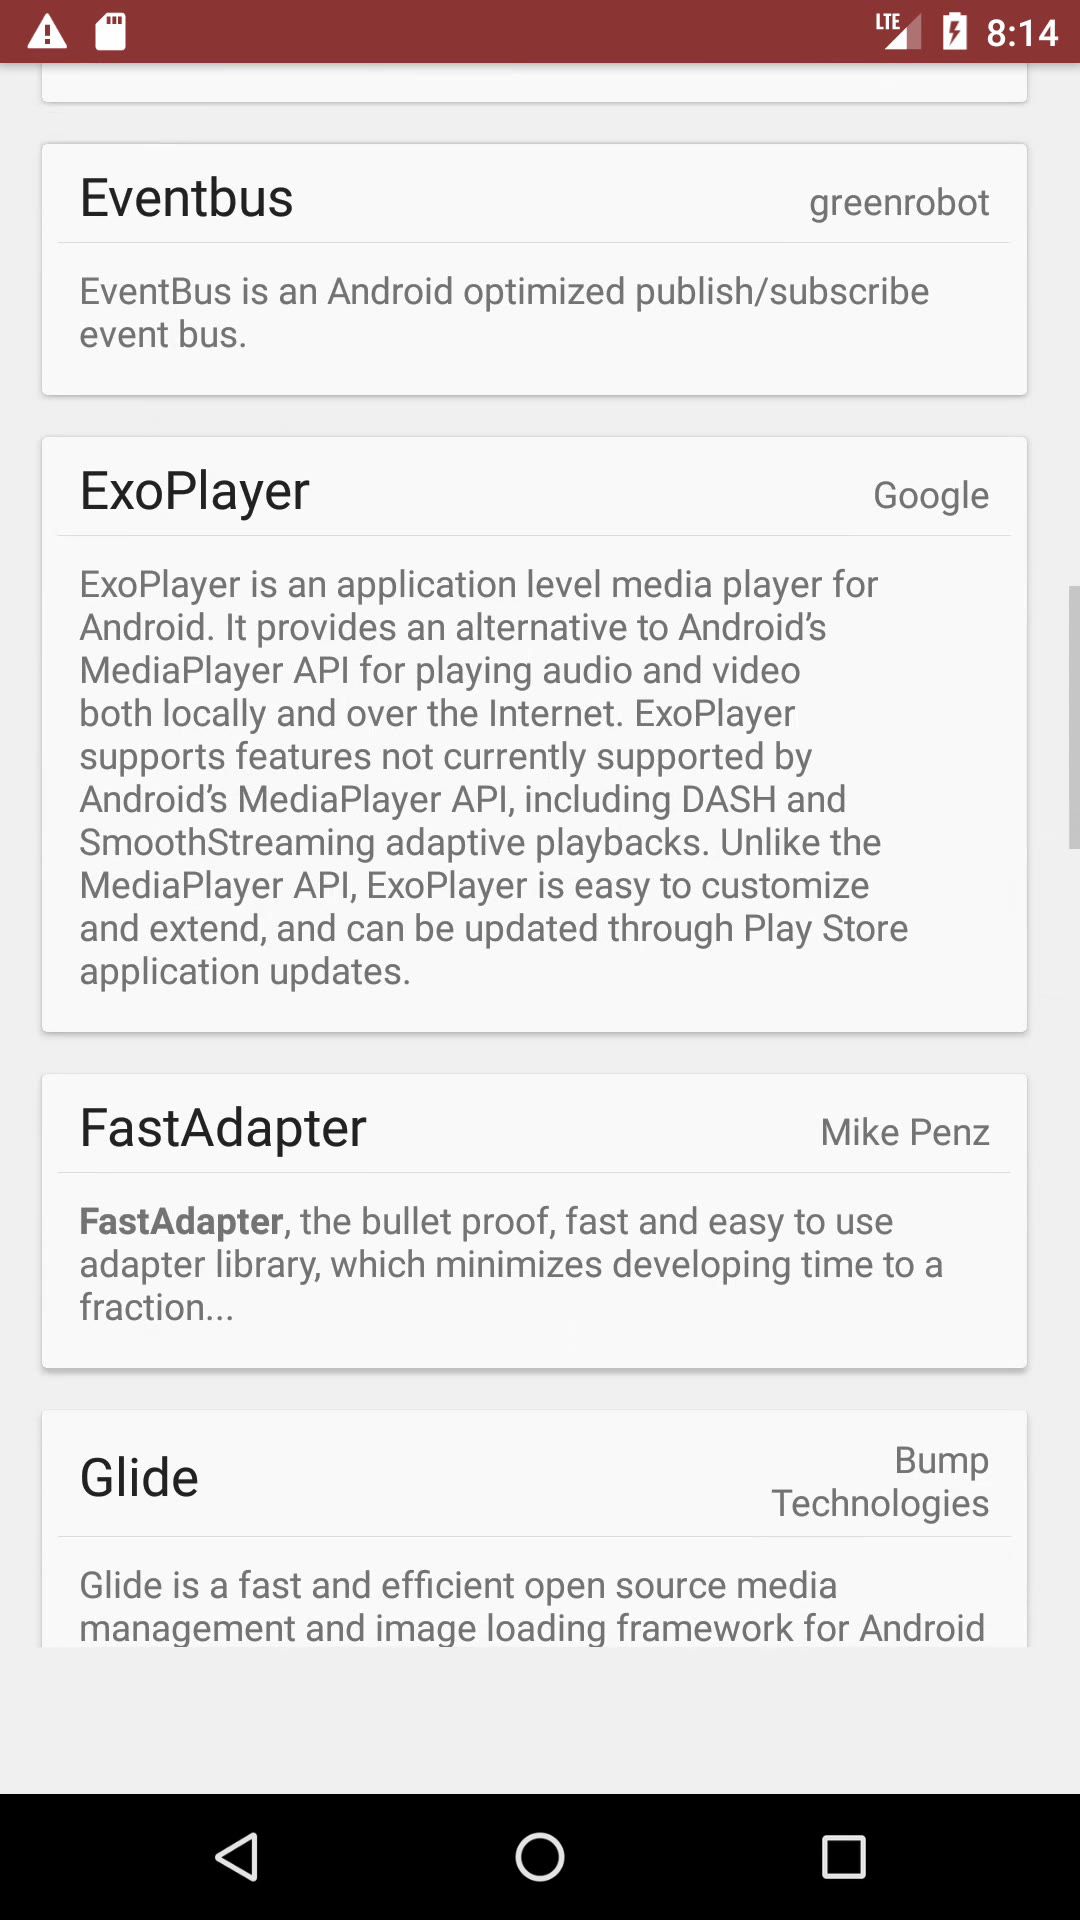 LTE 8:14
Eventbus greenrobot
EventBus is an Android optimized publish/subscribe
event bus.
ExoPlayer Google
ExoPlayer is an application level media player for
Android. It provides an alternative to Android’s
MediaPlayer API for playing audio and video
both locally and over the Internet. ExoPlayer
supports features not currently supported by
Android’s MediaPlayer API, including DASH and
SmoothStreaming adaptive playbacks. Unlike the
MediaPlayer API, ExoPlayer is easy to customize
and extend, and can be updated through Play Store
application updates.
FastAdapter Mike Penz
FastAdapter, the bullet proof, fast and easy to use
adapter library, which minimizes developing time to a
fraction...
Glide Bump
Technologies
Glide is a fast and efficient open source media
management and image loading framework for Android